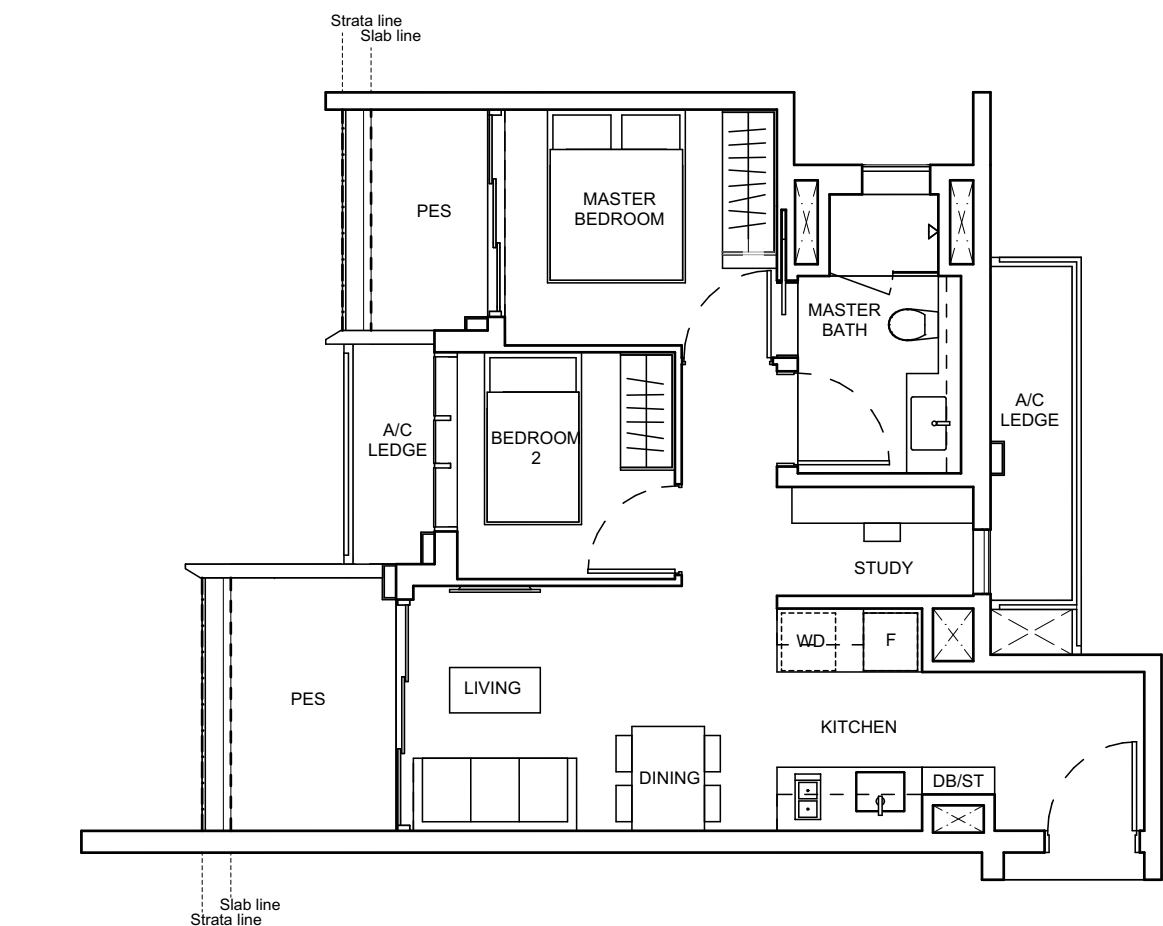 Strata line
Slab line
PES
MASTER
BEDROOM
MASTER
BATH
A/C
LEDGE
BEDROOM
2
A/C
LEDGE
STUDY
WD
F
LIVING
PES
KITCHEN
DINING
DB/ST
Slab line
Strata line